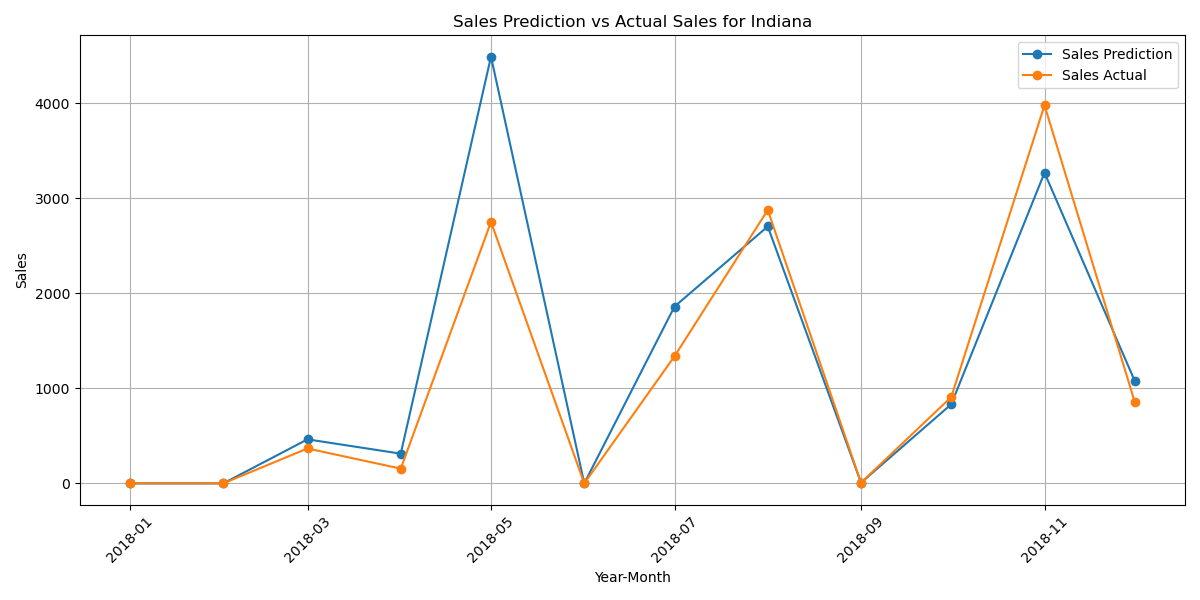 Sales Prediction vs Actual Sales for Indiana
Sales Prediction
Sales Actual
4000
3000
2000
1000
0
Sales
2018-01
2018-03
2018-05
2018-07
2018-09
2018-11
Year-Month